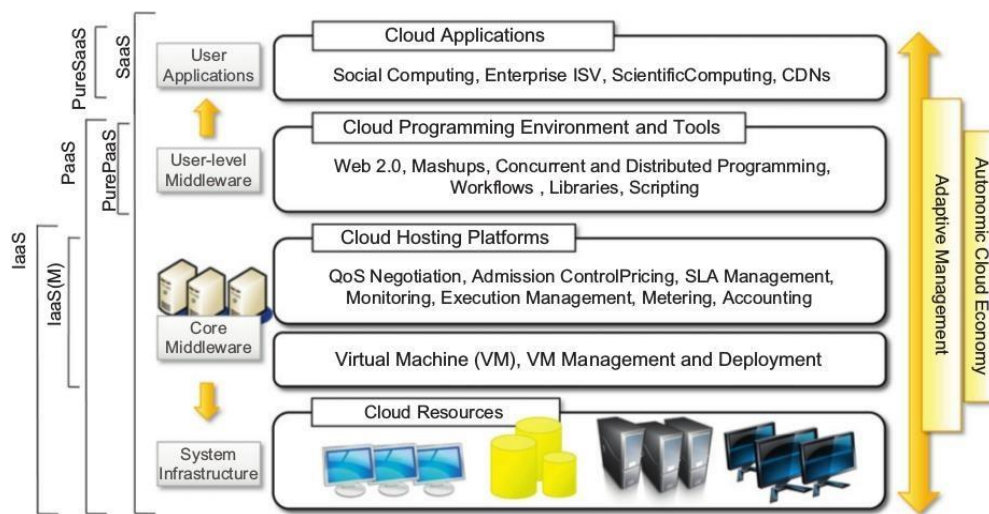 PureSaaS
SaaS
User
Applications
Cloud Applications
Social Computing, Enterprise ISV, ScientificComputing, CDNs
PaaS
PurePaaS
User-level
Middleware
Cloud Programming Environment and Tools
Web 2.0, Mashups, Concurrent and Distributed Programming,
Workflows , Libraries, Scripting
IaaS
IaaS(M)
Core
Middleware
Cloud Hosting Platforms
QoS Negotiation, Admission ControlPricing, SLA Management,
Monitoring, Execution Management, Metering, Accounting
Virtual Machine (VM), VM Management and Deployment
System
Infrastructure
Cloud Resources
Adaptive Management
Autonomic Cloud Economy